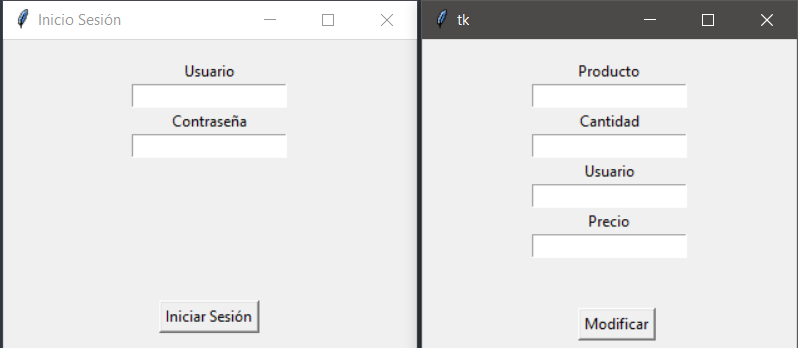 Inicio Sesión
Usuario
Contraseña
Iniciar Sesión
tk
Producto
Cantidad
Usuario
Precio
Modificar